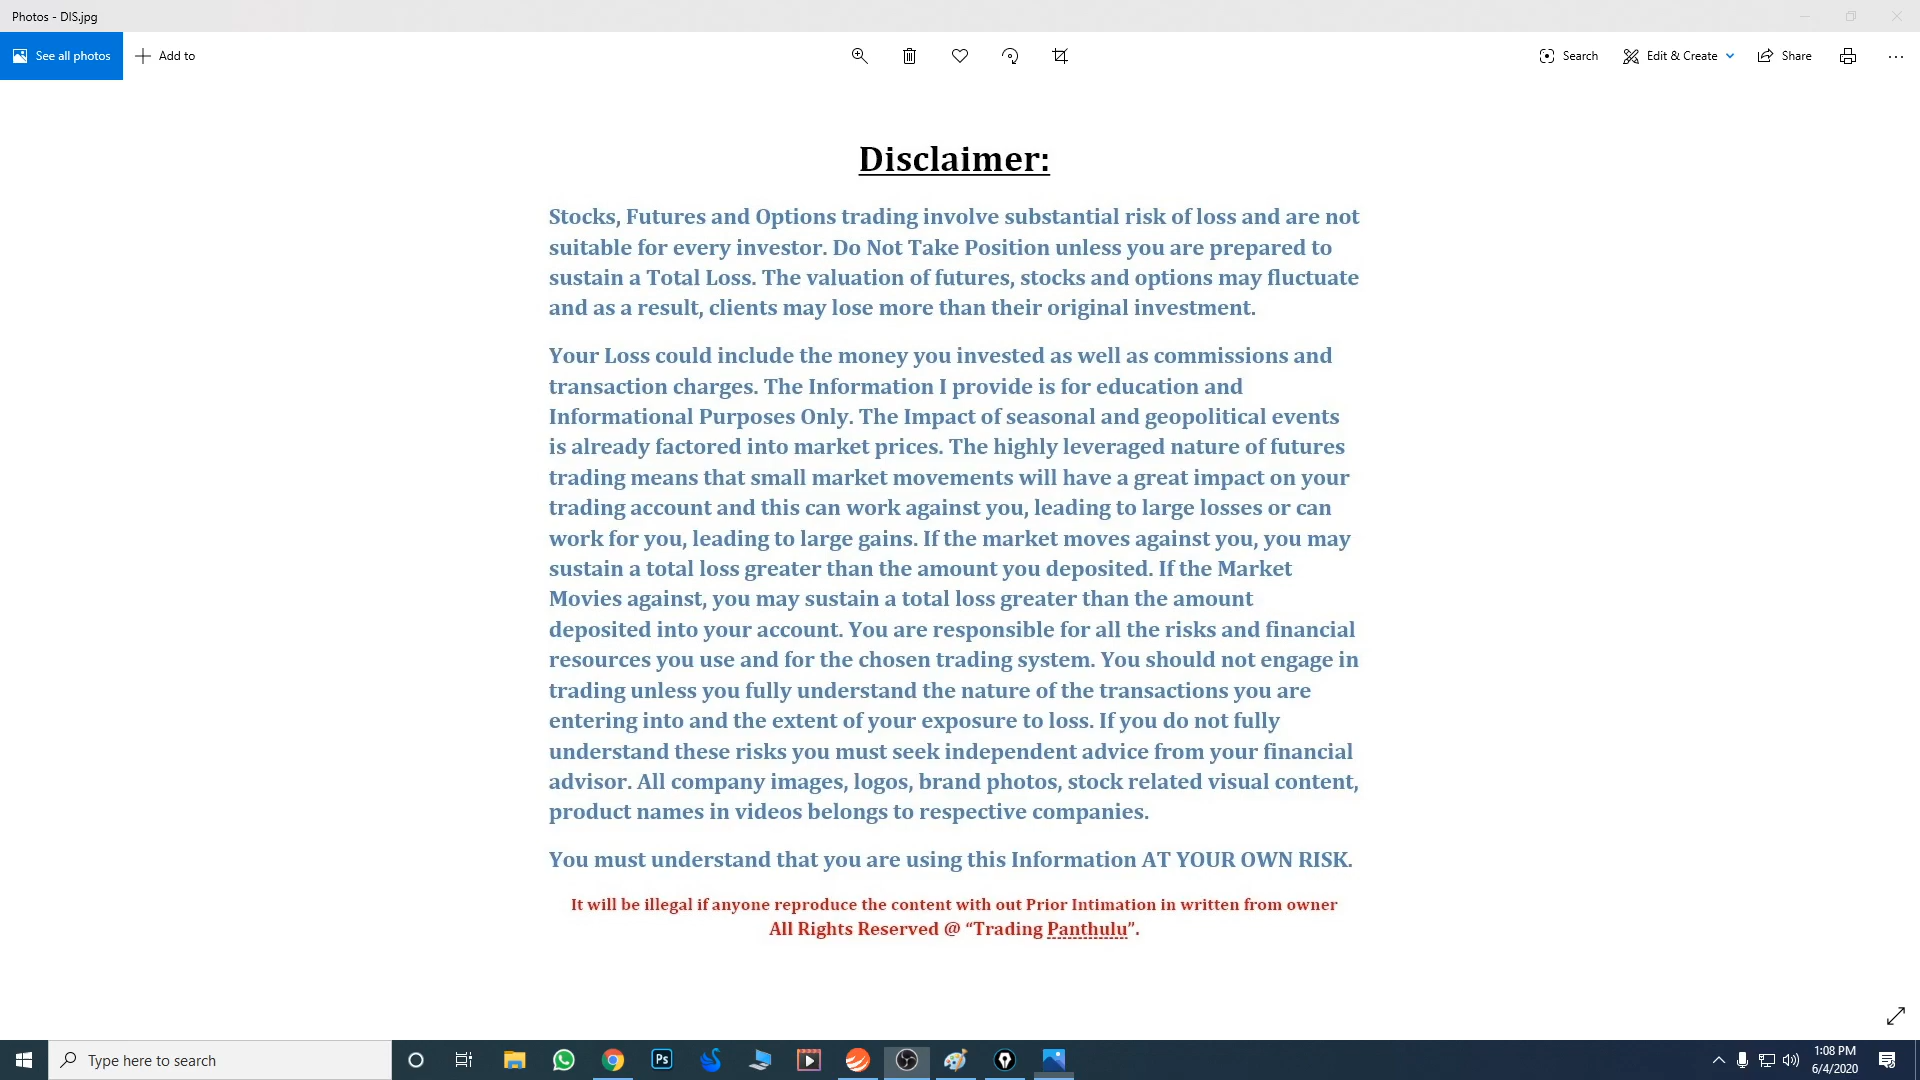 Photos - DIS.jpg
See all photos
Add to
Search
Edit & Create
Share
Disclaimer:
Stocks, Futures and Options trading involve substantial risk of loss and are not
suitable for every investor. Do Not Take Position unless you are prepared to
sustain a Total Loss. The valuation of futures, stocks and options may fluctuate
and as a result, clients may lose more than their original investment.
Your Loss could include the money you invested as well as commissions and
transaction charges. The Information I provide is for education and
Informational Purposes Only. The Impact of seasonal and geopolitical events
is already factored into market prices. The highly leveraged nature of futures
trading means that small market movements will have a great impact on your
trading account and this can work against you, leading to large losses or can
work for you, leading to large gains. If the market moves against you, you may
sustain a total loss greater than the amount you deposited. If the Market
Movies against, you may sustain a total loss greater than the amount
deposited into your account. You are responsible for all the risks and financial
resources you use and for the chosen trading system. You should not engage in
trading unless you fully understand the nature of the transactions you are
entering into and the extent of your exposure to loss. If you do not fully
understand these risks you must seek independent advice from your financial
advisor. All company images, logos, brand photos, stock related visual content,
product names in videos belongs to respective companies.
You must understand that you are using this Information AT YOUR OWN RISK.
It will be illegal if anyone reproduce the content with out Prior Intimation in written from owner
All Rights Reserved @ “Trading Panthulu”.
Type here to search
Ps
1:08 PM
6/4/2020